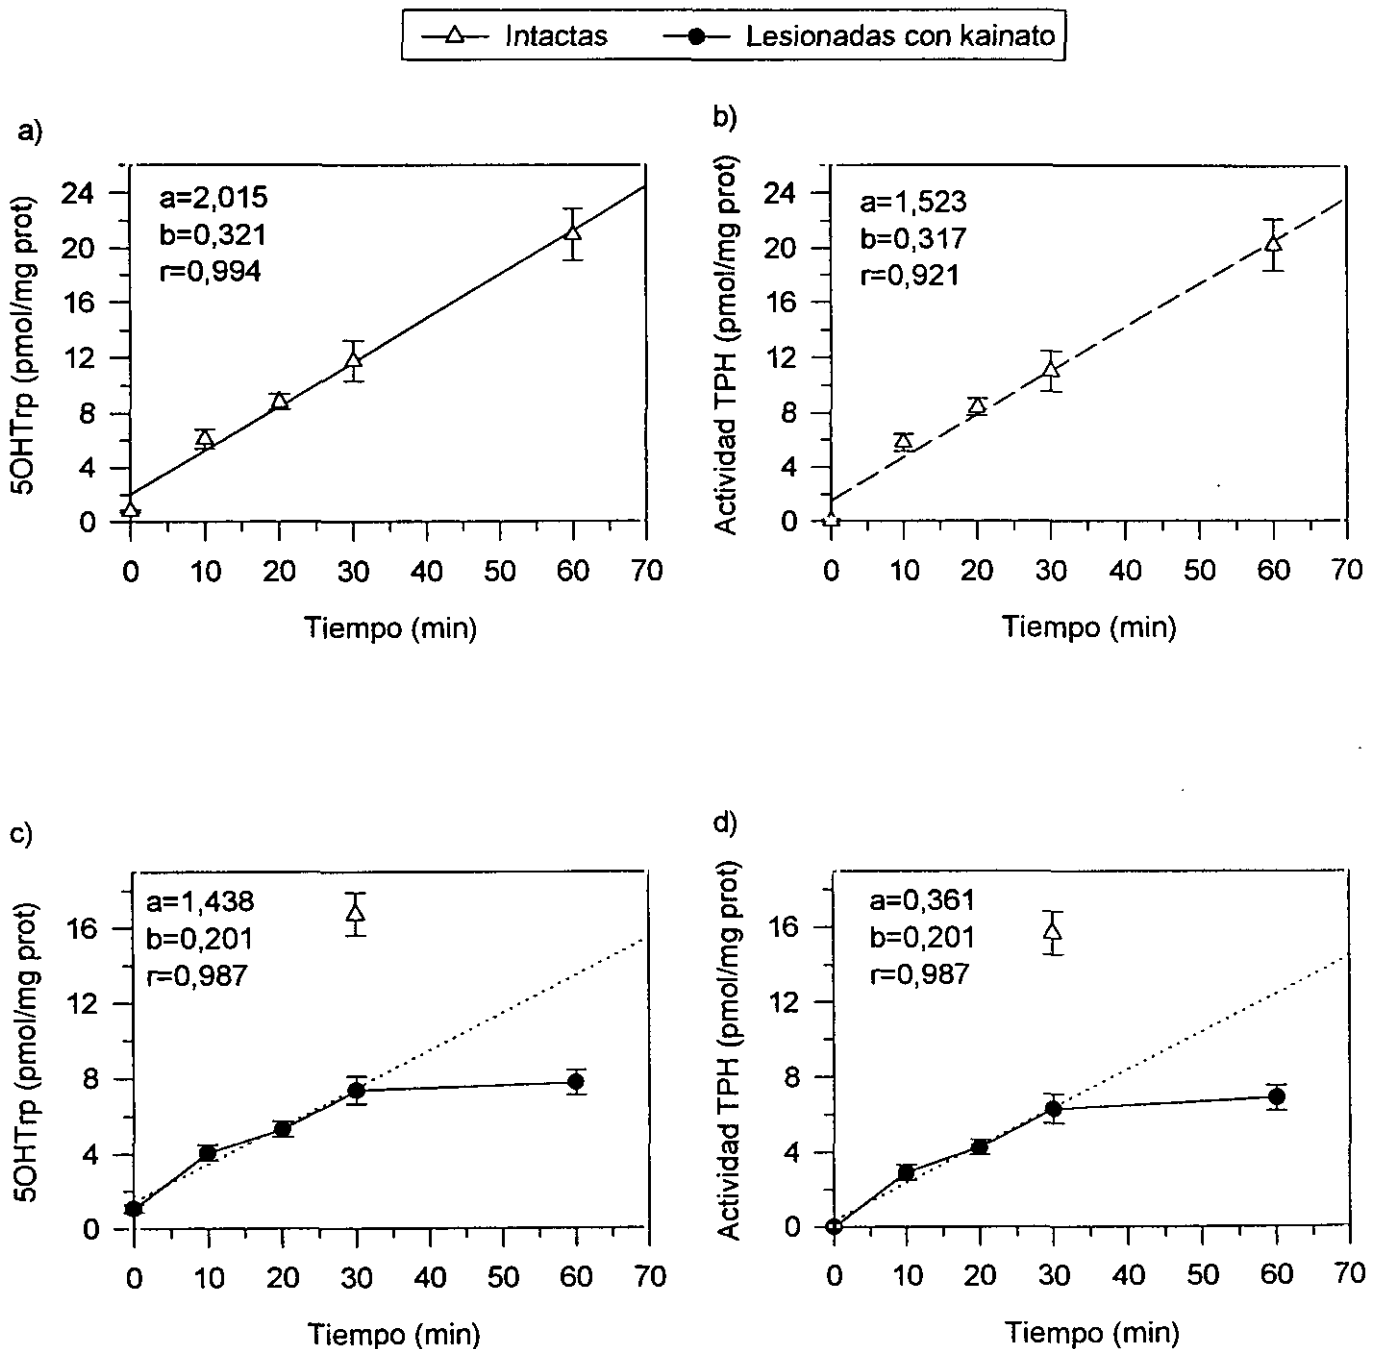 Intactas Lesionadas con kainato
a)
5OHTrp (pmol/mg prot)
a=2,015
b=0,321
r=0,994
24
20
16
12
8
4
0
0 10 20 30 40 50 60 70
Tiempo (min)
b)
Actividad TPH (pmol/mg prot)
a=1,523
b=0,317
r=0,921
24
20
16
12
8
4
0
0 10 20 30 40 50 60 70
Tiempo (min)
c)
5OHTrp (pmol/mg prot)
a=1,438
b=0,201
r=0,987
16
12
8
4
0
0 10 20 30 40 50 60 70
Tiempo (min)
d)
Actividad TPH (pmol/mg prot)
a=0,361
b=0,201
r=0,987
16
12
8
4
0
0 10 20 30 40 50 60 70
Tiempo (min)